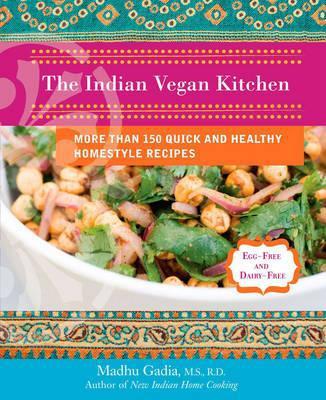 The Indian Vegan Kitchen
MORE THAN 150 QUICK AND HEALTHY
HOMESTYLE RECIPES
EGG-FREE
AND
DAIRY-FREE
Madhu Gadia, M.S., R.D.
Author of New Indian Home Cooking